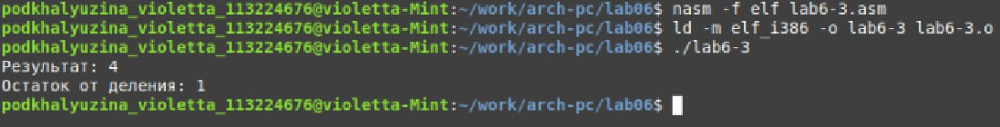 podkhalyuzina_violetta_113224676@violetta-Mint:~/work/arch-pc/lab06$ nasm -f elf lab6-3.asm
podkhalyuzina_violetta_113224676@violetta-Mint:~/work/arch-pc/lab06$ ld -m elf_i386 -o lab6-3 lab6-3.o
podkhalyuzina_violetta_113224676@violetta-Mint:~/work/arch-pc/lab06$ ./lab6-3
Результат: 4
Остаток от деления: 1
podkhalyuzina_violetta_113224676@violetta-Mint:~/work/arch-pc/lab06$